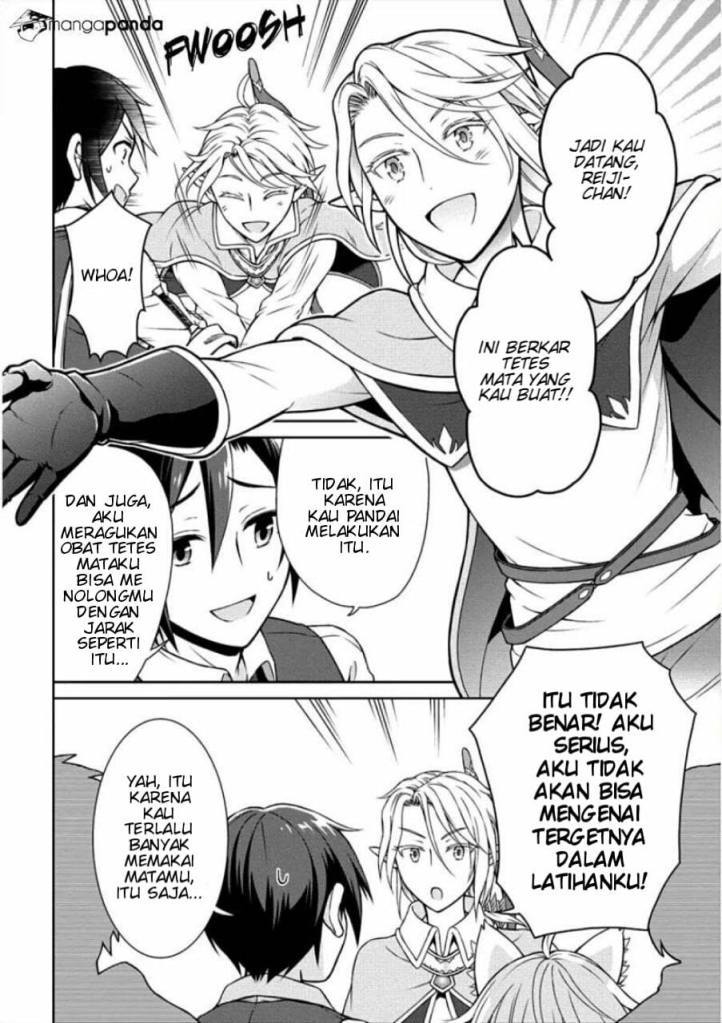 mangapanda
FWOOSH
JADI KAU
DATANG,
REIJI-
CHAN!
WHOA!
INI BERKAR
TETES
MATA YANG
KAU BUAT!!
TIDAK, ITU
KARENA
KAU PANDAI
MELAKUKAN
ITU.
DAN JUGA,
AKU
MERAGUKAN
OBAT TETES
MATAKU
BISA ME
NOLONGMU
DENGAN
JARAK
SEPERTI
ITU...
ITU TIDAK
BENAR! AKU
SERIUS,
AKU TIDAK
AKAN BISA
MENGENAI
TERGETNYA
DALAM
LATIHANKU!
YAH, ITU
KARENA
KAU
TERLALU
BANYAK
MEMAKAI
MATAMU,
ITU SAJA...